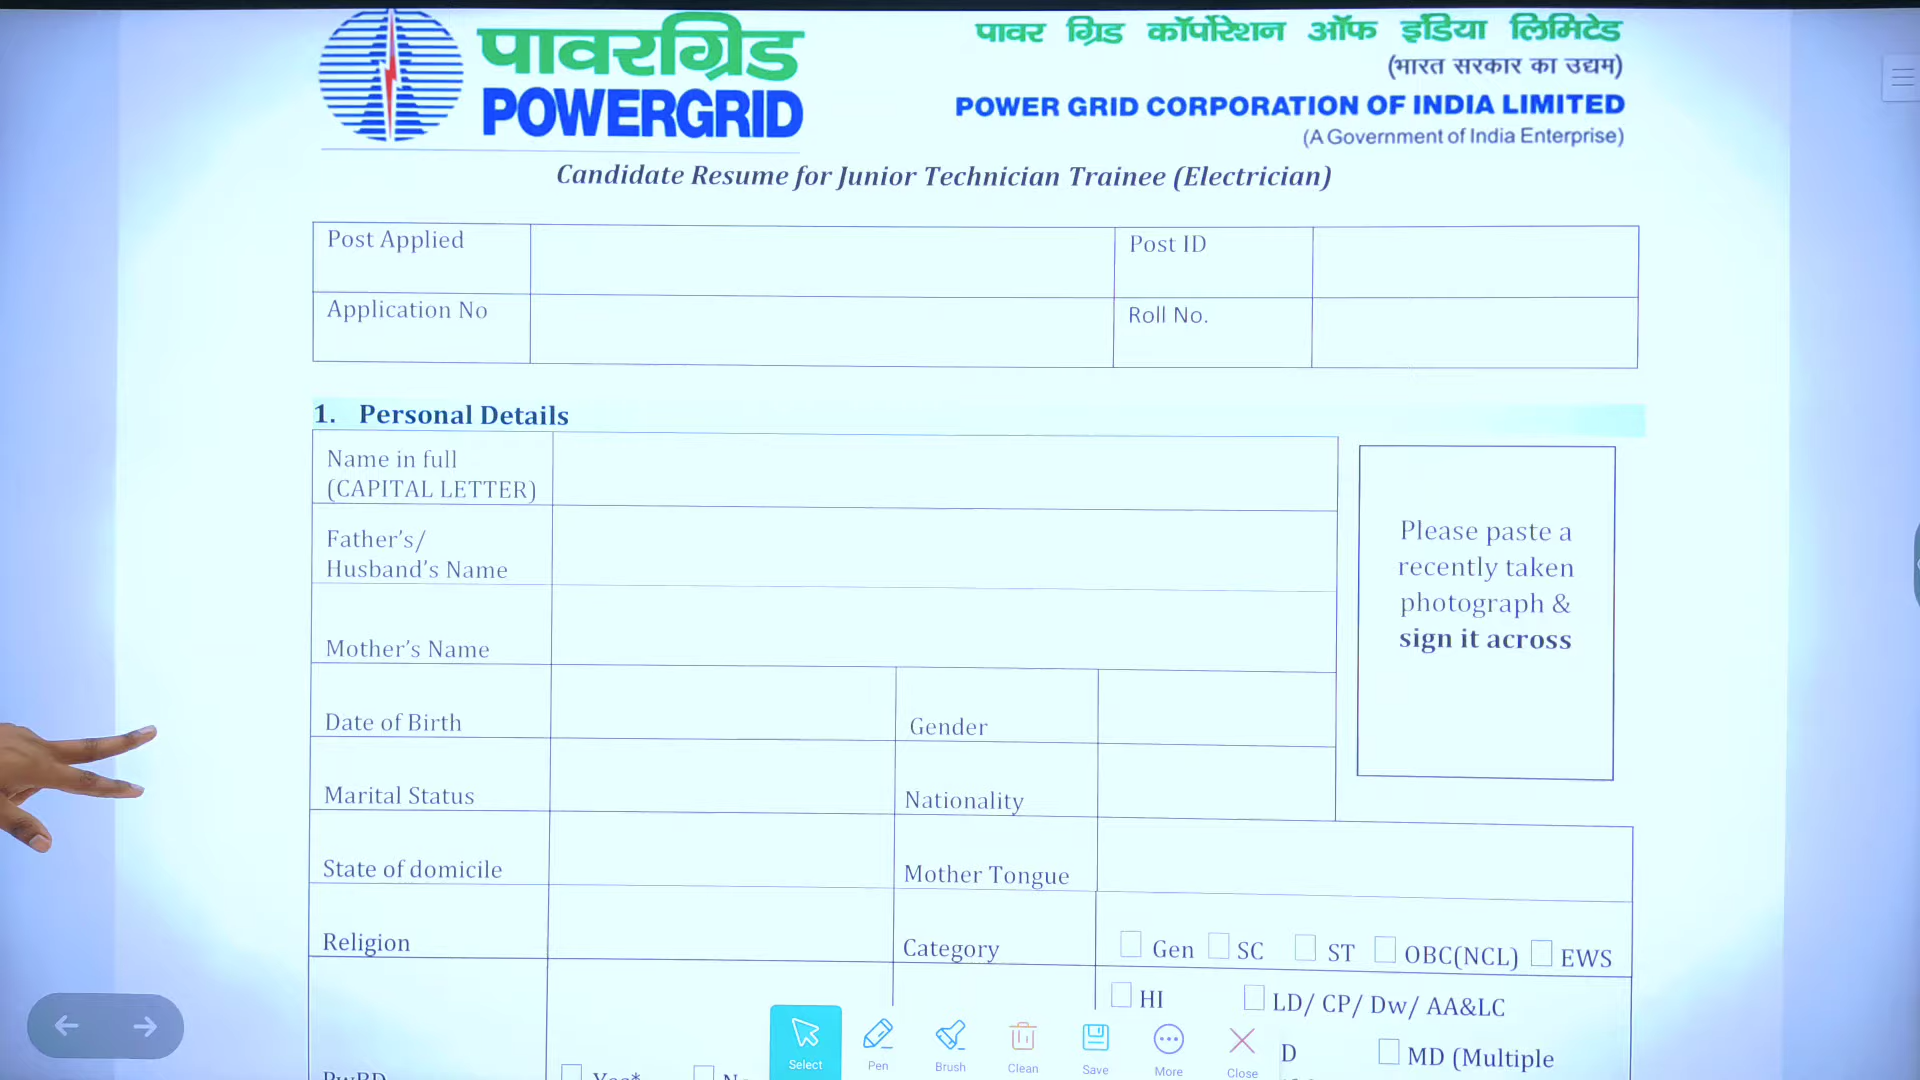 पावरग्रिड
POWERGRID
पावर ग्रिड कॉर्पोरेशन ऑफ इंडिया लिमिटेड
(भारत सरकार का उद्यम)
POWER GRID CORPORATION OF INDIA LIMITED
(A Government of India Enterprise)
Candidate Resume for Junior Technician Trainee (Electrician)
Post Applied
Post ID
Application No
Roll No.
1. Personal Details
Name in full
(CAPITAL LETTER)
Father's/
Husband's Name
Mother's Name
Please paste a
recently taken
photograph &
sign it across
Date of Birth
Gender
Marital Status
Nationality
State of domicile
Mother Tongue
Religion
Category
Gen SC ST OBC(NCL) EWS
HI LD/ CP/ Dw/ AA&LC
D MD (Multiple
PwBD
Yes*
Select
Pen
Brush
Clean
Save
More
Close